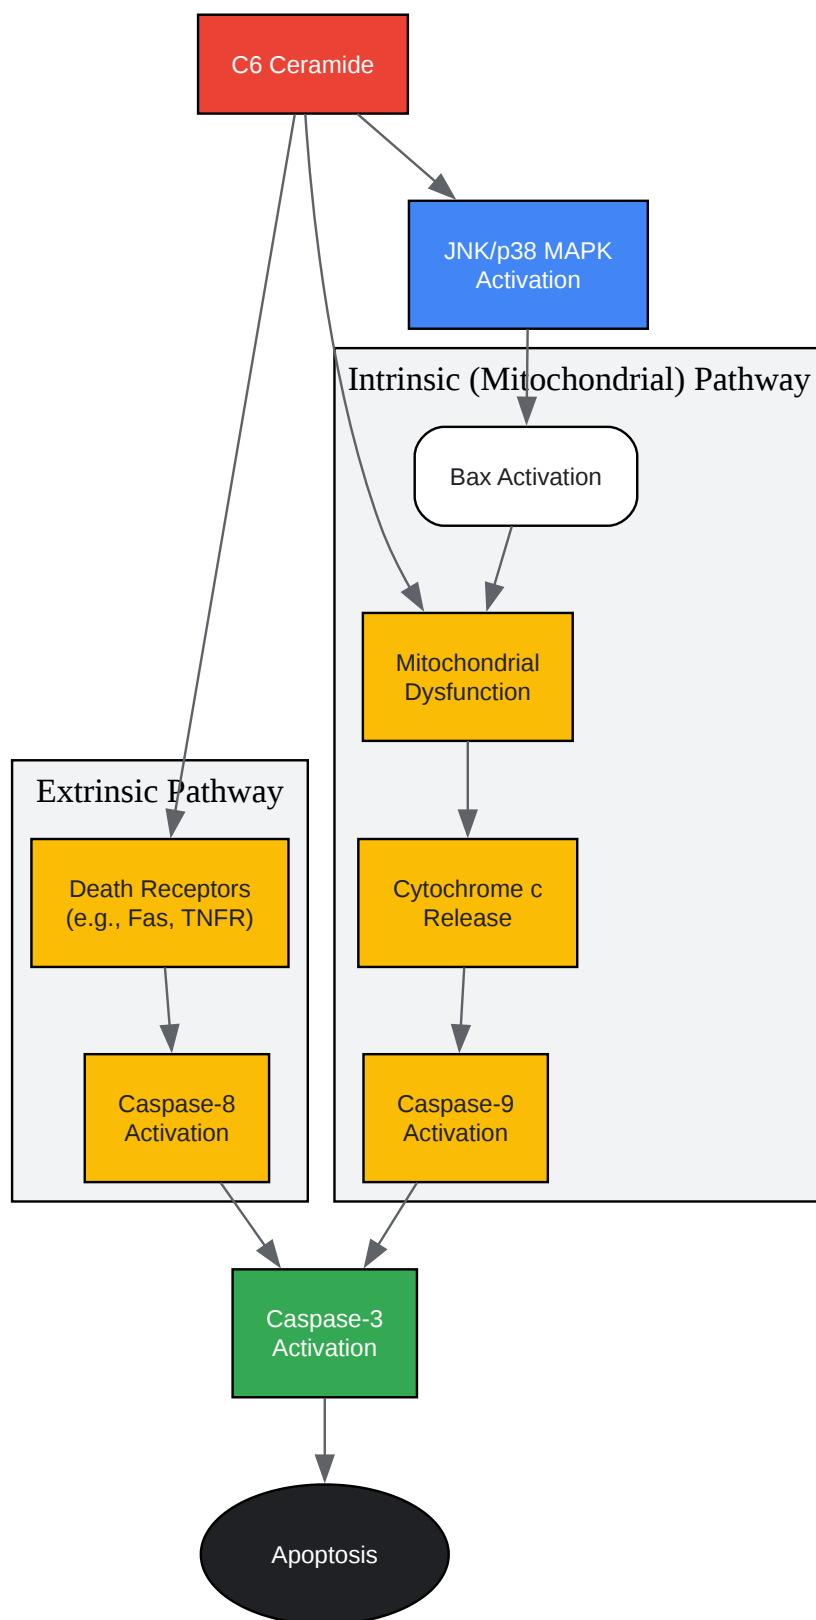 C6 Ceramide
JNK/p38 MAPK
Activation
Intrinsic (Mitochondrial) Pathway
Bax Activation
Mitochondrial
Dysfunction
Extrinsic Pathway
Death Receptors
(e.g., Fas, TNFR)
Cytochrome c
Release
Caspase-8
Activation
Caspase-9
Activation
Caspase-3
Activation
Apoptosis